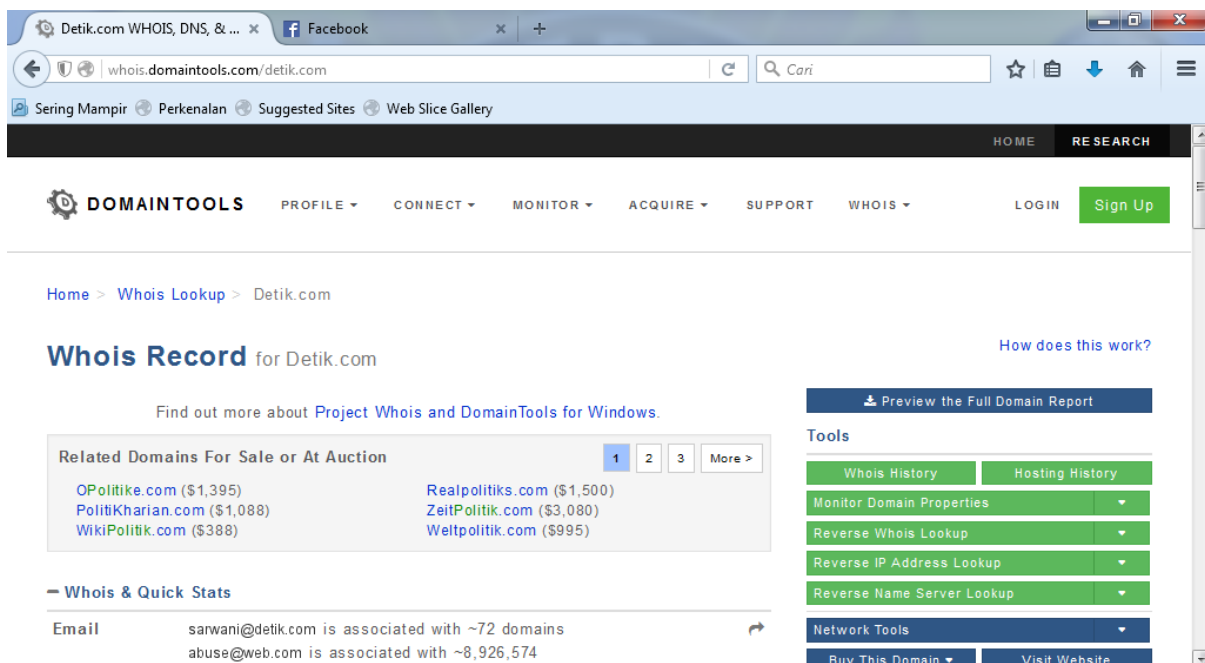 Detik.com WHOIS, DNS, & ... × Facebook × +
whois.domaintools.com/detik.com Cari
Sering Mampir Perkenalan Suggested Sites Web Slice Gallery
HOME RESEARCH
DOMAINTOOLS PROFILE CONNECT MONITOR ACQUIRE SUPPORT WHOIS LOGIN Sign Up
Home > Whois Lookup > Detik.com
How does this work?
Whois Record for Detik.com
Preview the Full Domain Report
Find out more about Project Whois and DomainTools for Windows.
Tools
Related Domains For Sale or At Auction 1 2 3 More >
Whois History Hosting History
OPolitike.com ($1,395) Realpolitiks.com ($1,500)
Monitor Domain Properties
PolitiKharian.com ($1,088) ZeitPolitik.com ($3,080)
WikiPolitik.com ($388) Weltpolitik.com ($995)
Reverse Whois Lookup
Reverse IP Address Lookup
– Whois & Quick Stats
Reverse Name Server Lookup
Email sarwani@detik.com is associated with ~72 domains
Network Tools
abuse@web.com is associated with ~8,926,574
Buy This Domain Visit Website